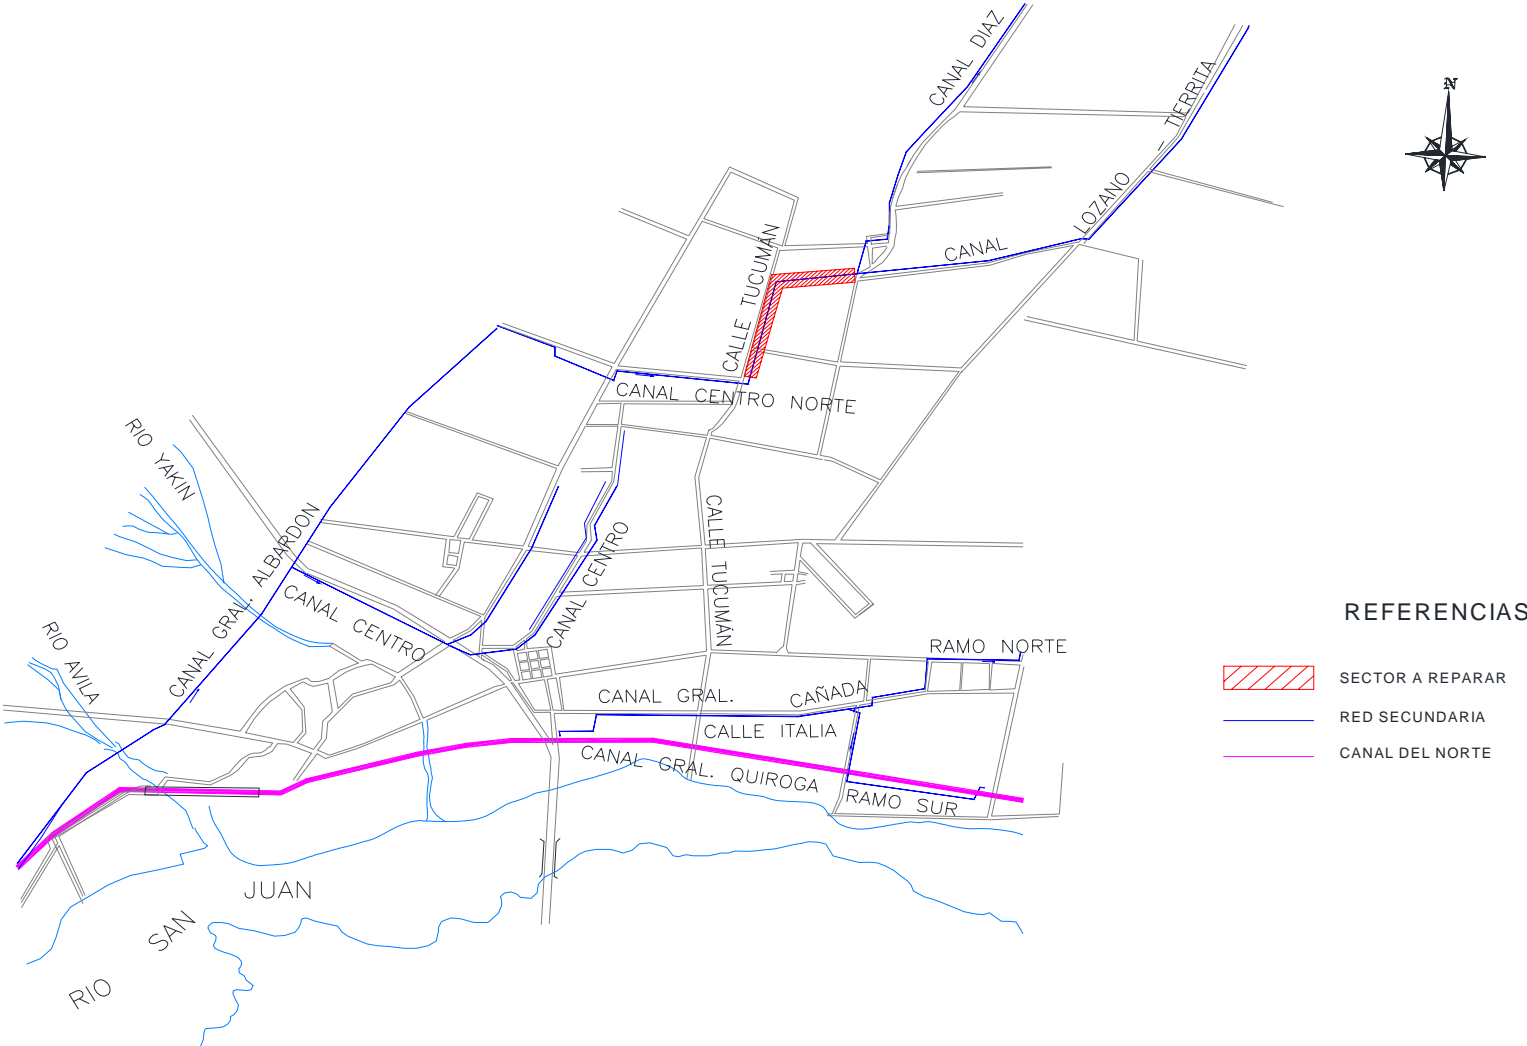 CANAL DIAZ
TIERRITA
N
LOZANO –
CALLE TUCUMÁN
CANAL
CANAL CENTRO NORTE
RIO YAKIN
CANAL GRAL. ALBARDON
CALLE TUCUMÁN
CANAL CENTRO
CANAL CENTRO
REFERENCIAS
RIO AVILA
RAMO NORTE
SECTOR A REPARAR
CANAL GRAL. CAÑADA
RED SECUNDARIA
CALLE ITALIA
CANAL DEL NORTE
CANAL GRAL. QUIROGA
RAMO SUR
RIO SAN JUAN